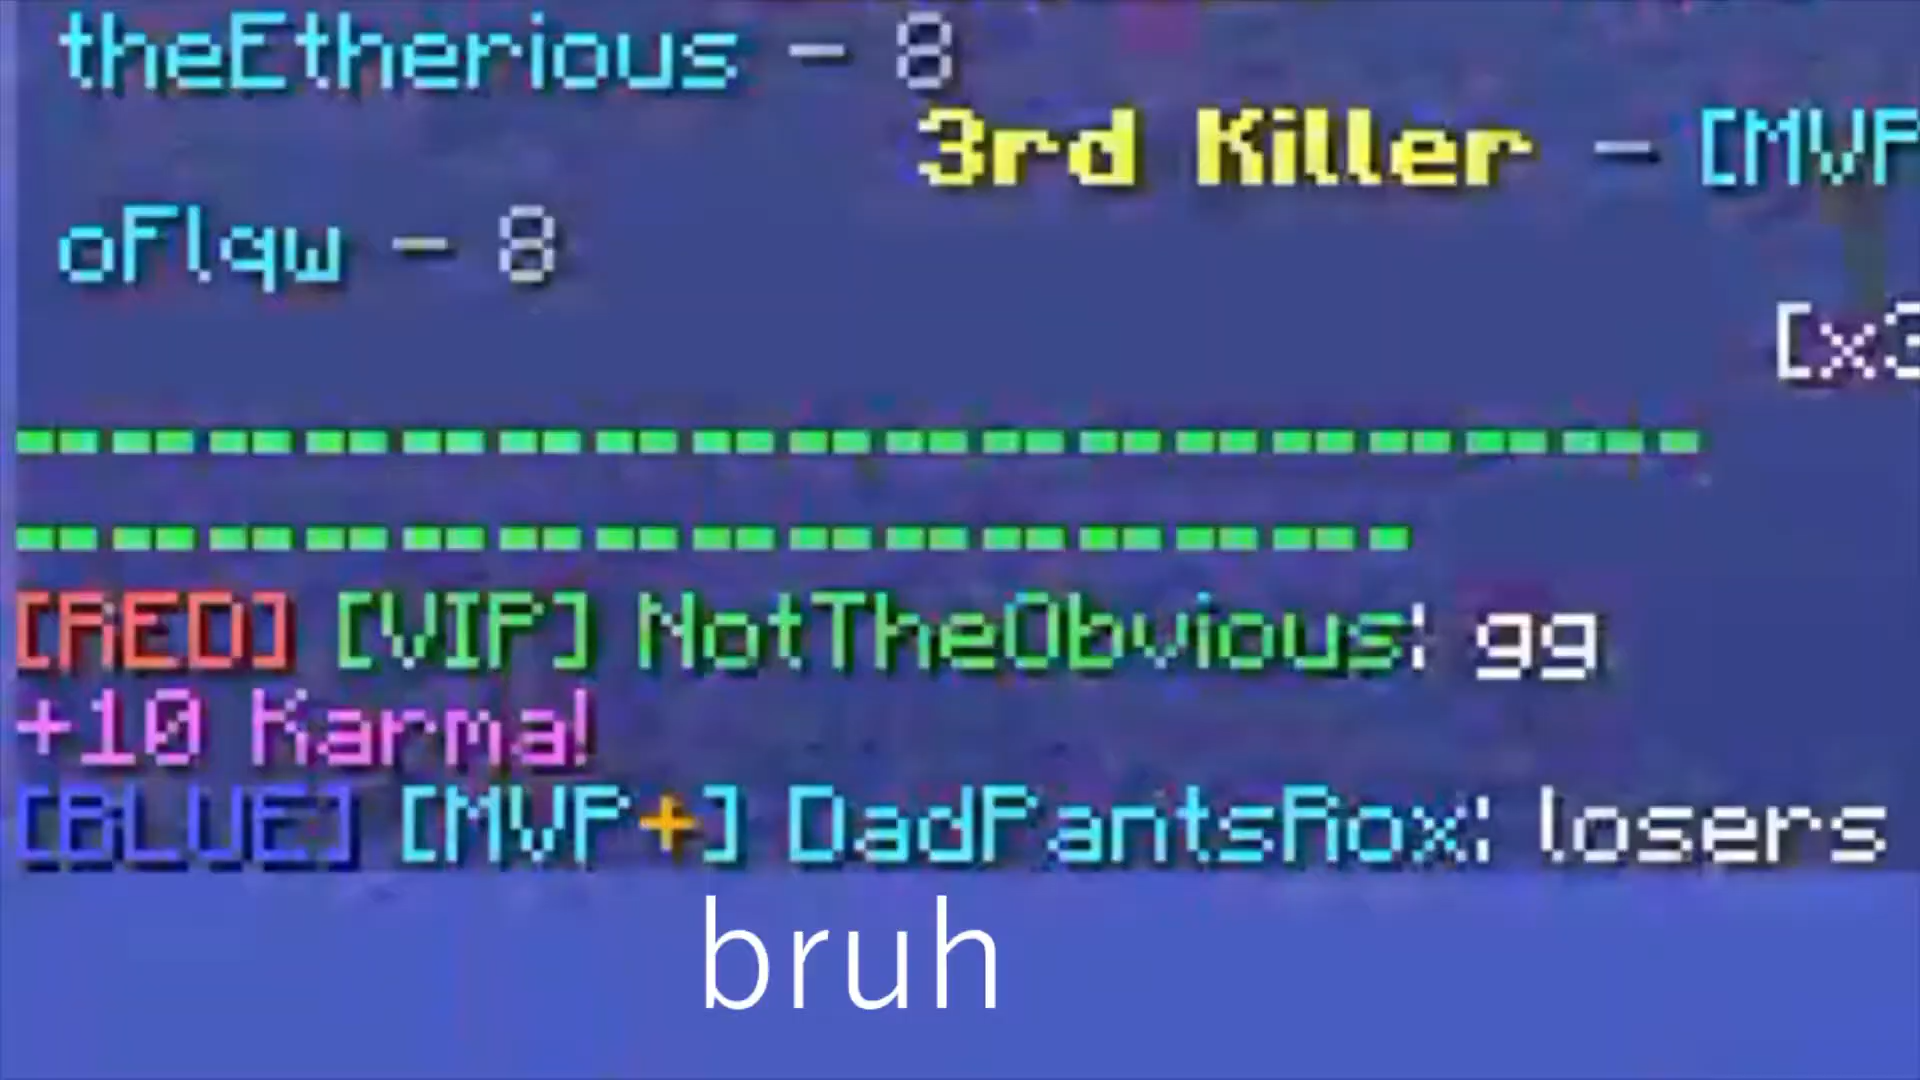 theEtherious - 8
3rd Killer - [MVP
oFlqw - 8
[x3
-----------------------------------
-----------------------------
[RED] [VIP] NotTheObvious: gg
+10 Karma!
[BLUE] [MVP+] DadPantsRox: losers
bruh